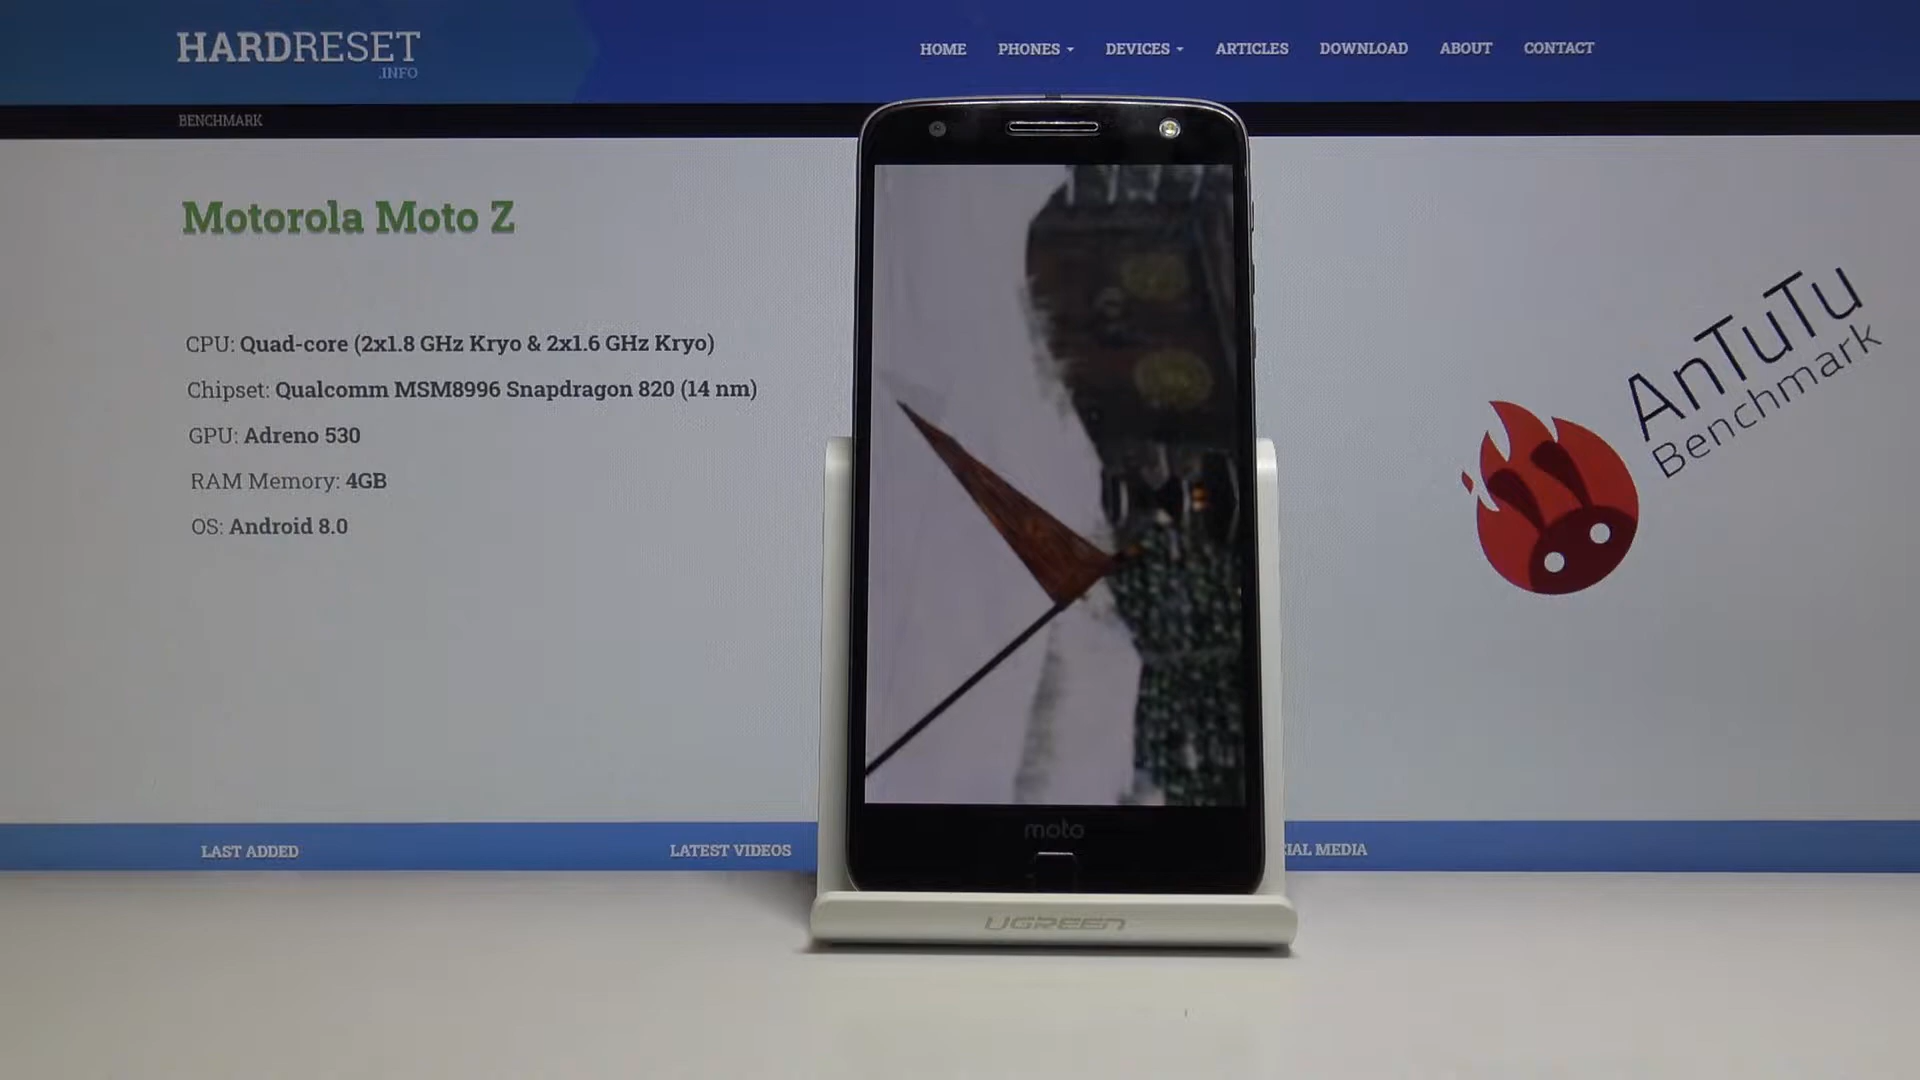 HARDRESET
.INFO
HOME PHONES DEVICES ARTICLES DOWNLOAD ABOUT CONTACT
BENCHMARK
Motorola Moto Z
CPU: Quad-core (2x1.8 GHz Kryo & 2x1.6 GHz Kryo)
Chipset: Qualcomm MSM8996 Snapdragon 820 (14 nm)
GPU: Adreno 530
RAM Memory: 4GB
OS: Android 8.0
AnTuTu
Benchmark
moto
LAST ADDED LATEST VIDEOS IAL MEDIA
UGREEN